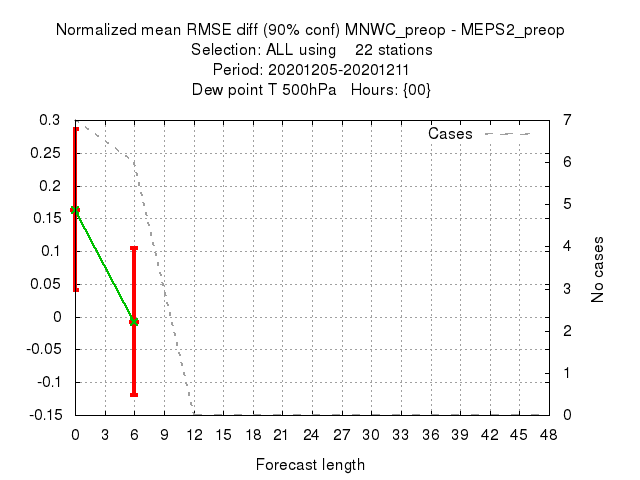 Normalized mean RMSE diff (90% conf) MNWC_preop - MEPS2_preop
Selection: ALL using 22 stations
Period: 20201205-20201211
Dew point T 500hPa Hours: {00}
Cases
0.3
0.25
0.2
0.15
0.1
0.05
0
-0.05
-0.1
-0.15
7
6
5
4
3
2
1
0
No cases
0 3 6 9 12 15 18 21 24 27 30 33 36 39 42 45 48
Forecast length